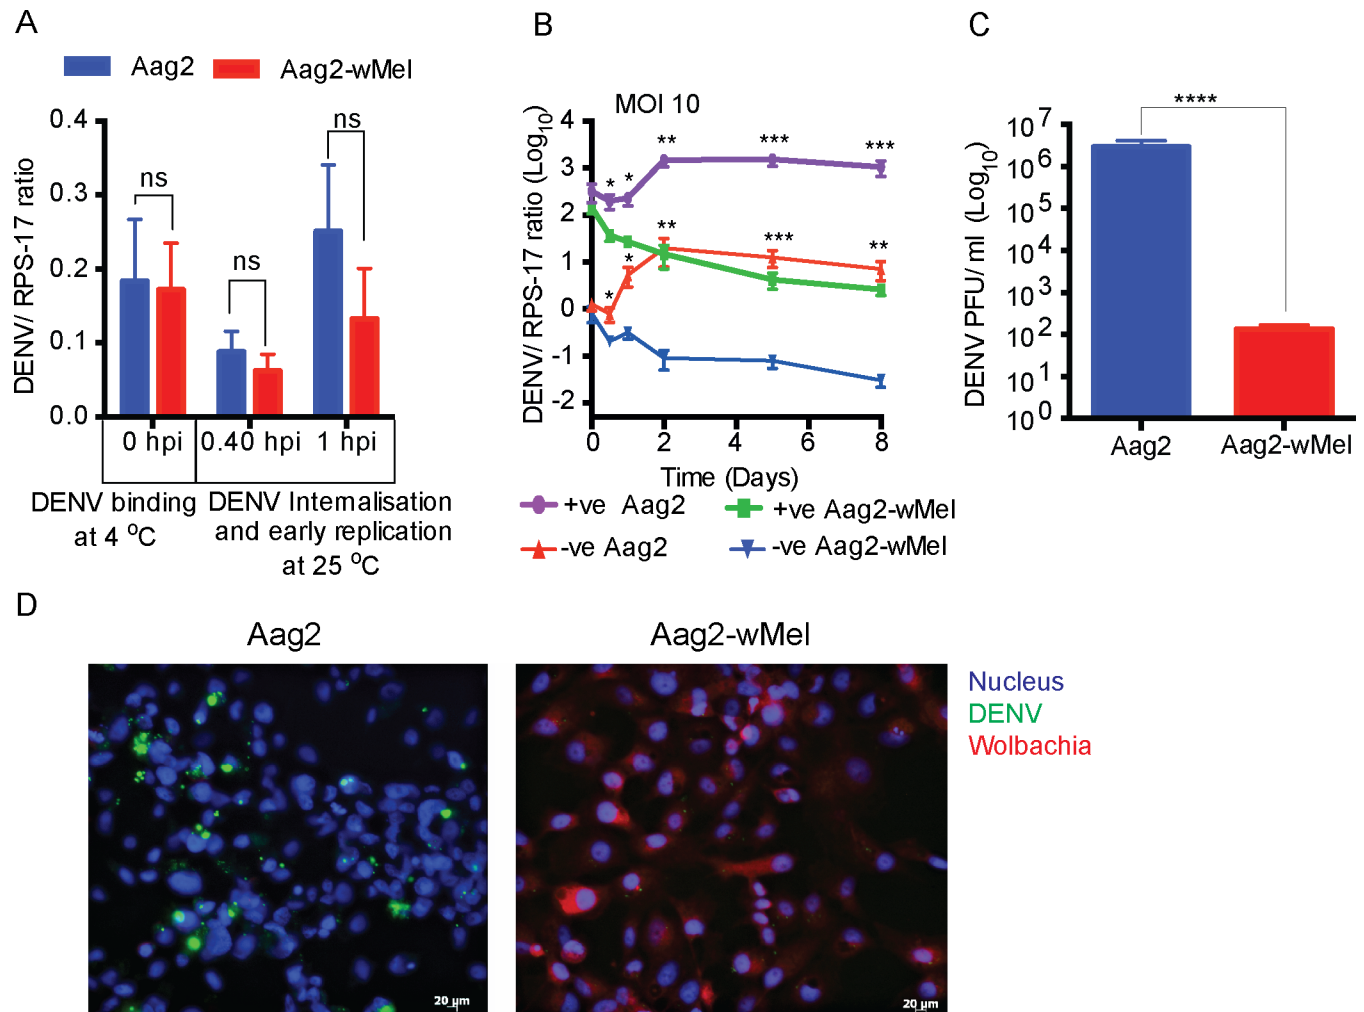 A
Aag2
Aag2-wMel
DENV/ RPS-17 ratio
0.4
0.3
0.2
0.1
0.0
ns
ns
ns
0 hpi
0.40 hpi
1 hpi
DENV binding
at 4 °C
DENV Internalisation
and early replication
at 25 °C
B
MOI 10
DENV/ RPS-17 ratio (Log10)
4
3
2
1
0
-1
-2
* * ** *** ***
* * ** *** **
0 2 4 6 8
Time (Days)
+ve Aag2
+ve Aag2-wMel
-ve Aag2
-ve Aag2-wMel
C
****
DENV PFU/ ml (Log10)
10^7
10^6
10^5
10^4
10^3
10^2
10^1
10^0
Aag2
Aag2-wMel
D
Aag2
Aag2-wMel
Nucleus
DENV
Wolbachia
20 µm
20 µm